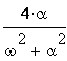 4·α
ω² + α²